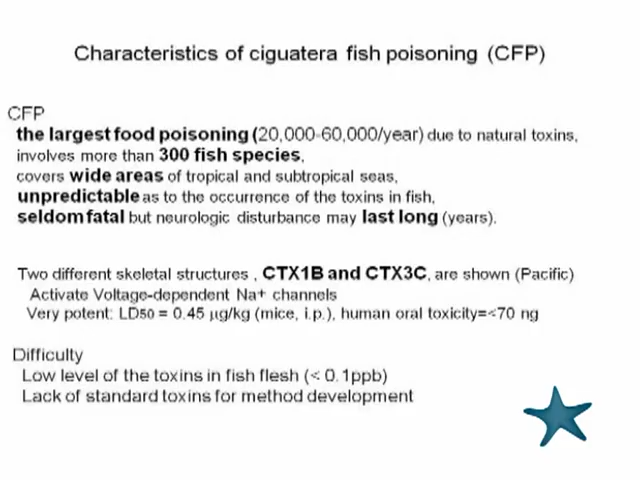 Characteristics of ciguatera fish poisoning (CFP)
CFP
the largest food poisoning (20,000-60,000/year) due to natural toxins,
involves more than 300 fish species,
covers wide areas of tropical and subtropical seas,
unpredictable as to the occurrence of the toxins in fish,
seldom fatal but neurologic disturbance may last long (years).
Two different skeletal structures , CTX1B and CTX3C, are shown (Pacific)
Activate Voltage-dependent Na+ channels
Very potent: LD50 = 0.45 µg/kg (mice, i.p.), human oral toxicity=<70 ng
Difficulty
Low level of the toxins in fish flesh (< 0.1ppb)
Lack of standard toxins for method development